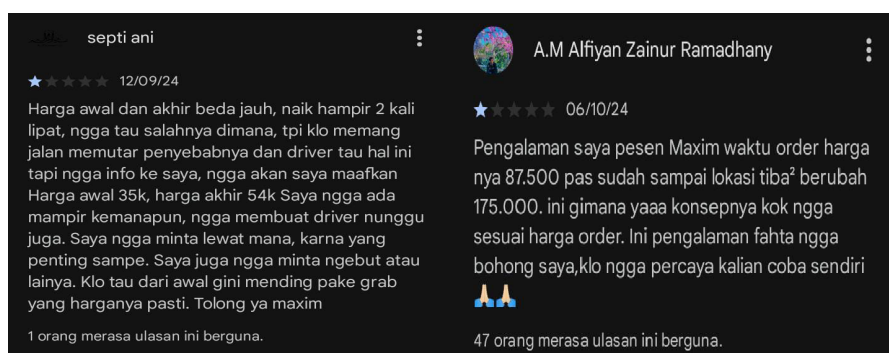 septi ani
12/09/24
Harga awal dan akhir beda jauh, naik hampir 2 kali
lipat, ngga tau salahnya dimana, tpi klo memang
jalan memutar penyebabnya dan driver tau hal ini
tapi ngga info ke saya, ngga akan saya maafkan
Harga awal 35k, harga akhir 54k Saya ngga ada
mampir kemanapun, ngga membuat driver nunggu
juga. Saya ngga minta lewat mana, karna yang
penting sampe. Saya juga ngga minta ngebut atau
lainya. Klo tau dari awal gini mending pake grab
yang harganya pasti. Tolong ya maxim
1 orang merasa ulasan ini berguna.
A.M Alfiyan Zainur Ramadhany
06/10/24
Pengalaman saya pesen Maxim waktu order harga
nya 87.500 pas sudah sampai lokasi tiba² berubah
175.000. ini gimana yaaa konsepnya kok ngga
sesuai harga order. Ini pengalaman fahta ngga
bohong saya,klo ngga percaya kalian coba sendiri
🙏🏻🙏🏻
47 orang merasa ulasan ini berguna.